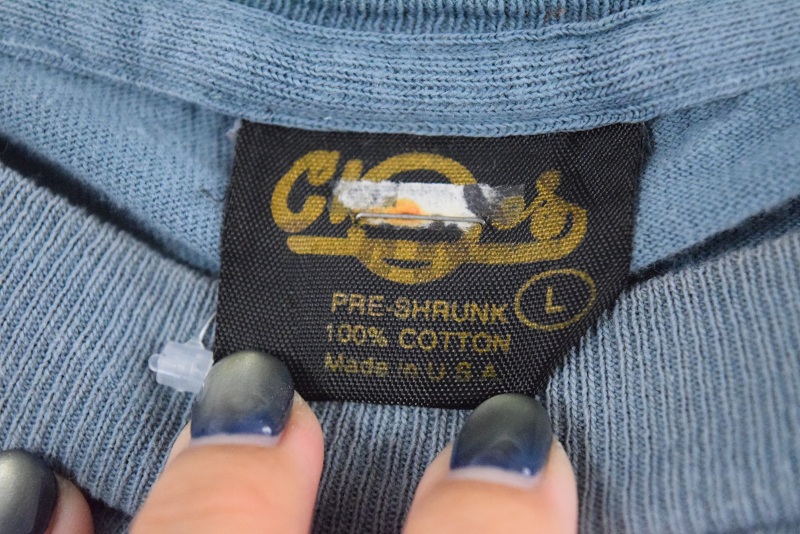 L
PRE-SHRUNK
100% COTTON
Made in U S A